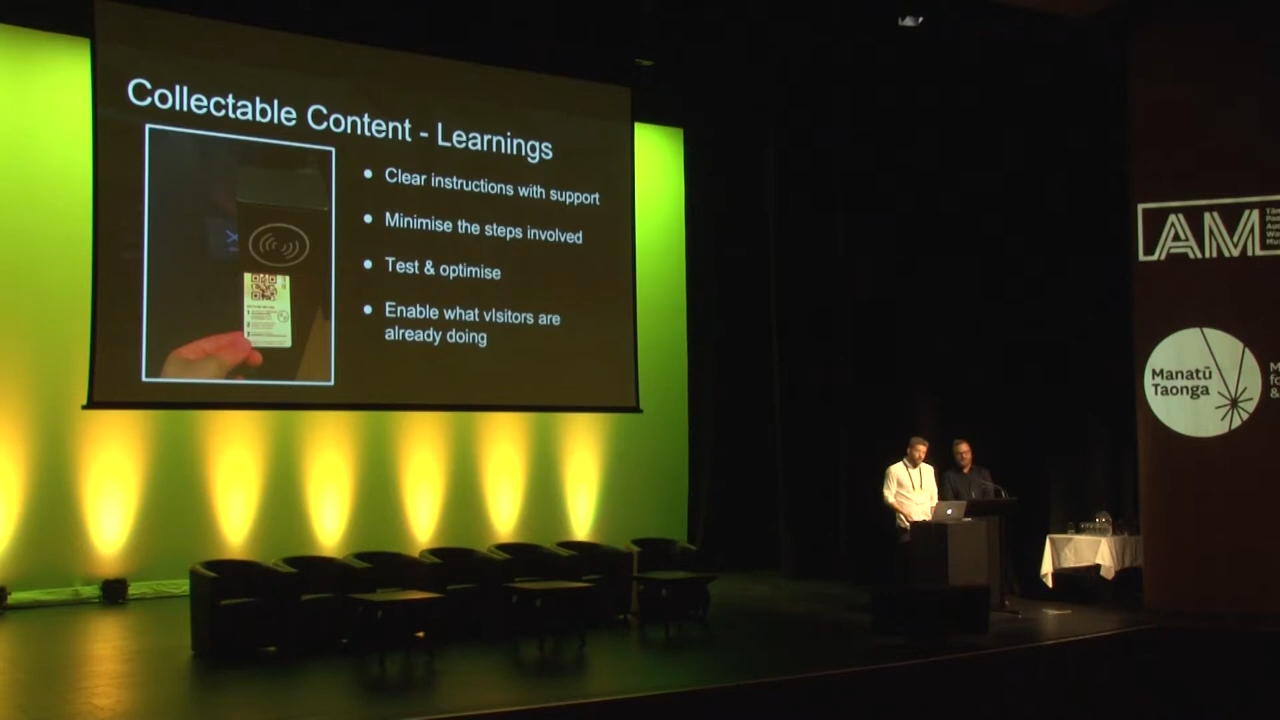 Collectable Content - Learnings
Clear instructions with support
Minimise the steps involved
Test & optimise
Enable what vIsitors are
already doing
AM
Manatū
Taonga